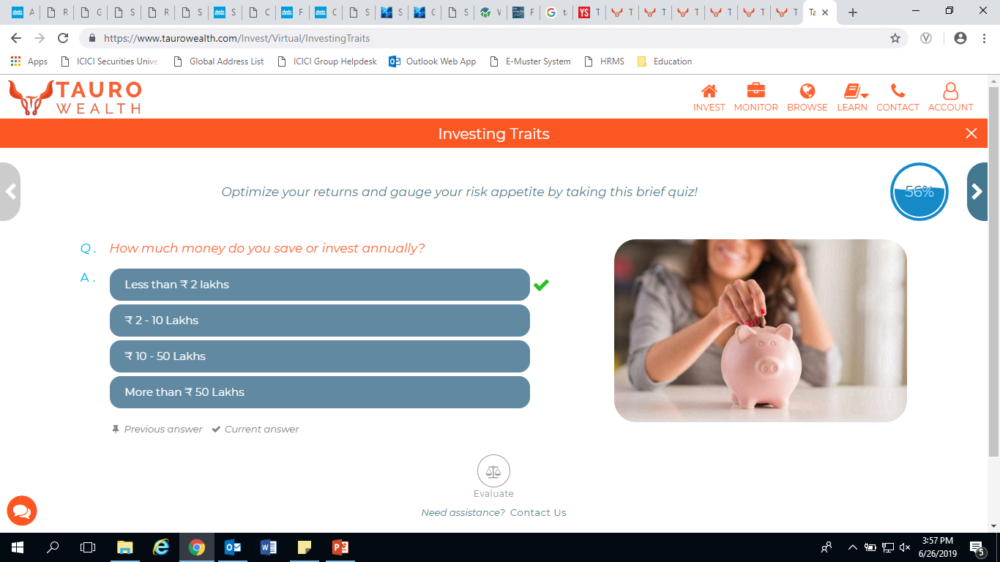 A R G S R S S C F C S S C S V F t T T T T T T T Ta
https://www.taurowealth.com/Invest/Virtual/InvestingTraits
Apps ICICI Securities Unive Global Address List ICICI Group Helpdesk Outlook Web App E-Muster System HRMS Education
TAURO
WEALTH
INVEST MONITOR BROWSE LEARN CONTACT ACCOUNT
Investing Traits
Optimize your returns and gauge your risk appetite by taking this brief quiz!
56%
Q. How much money do you save or invest annually?
A. Less than ₹ 2 lakhs
₹ 2 - 10 Lakhs
₹ 10 - 50 Lakhs
More than ₹ 50 Lakhs
Previous answer Current answer
Evaluate
Need assistance? Contact Us
3:57 PM
6/26/2019
5